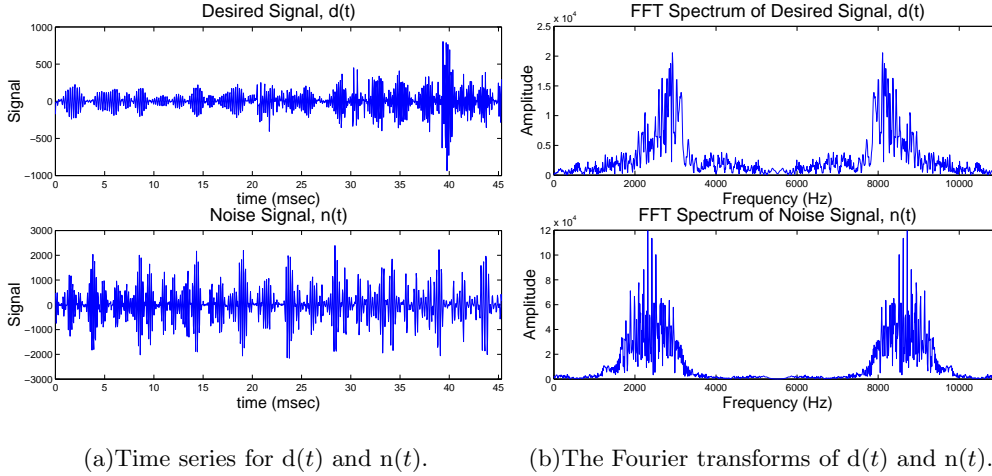 Desired Signal, d(t)
1000
500
0
−500
−1000
Signal
0 5 10 15 20 25 30 35 40 45
time (msec)
Noise Signal, n(t)
3000
2000
1000
0
−1000
−2000
−3000
Signal
0 5 10 15 20 25 30 35 40 45
time (msec)
FFT Spectrum of Desired Signal, d(t)
x 10^4
2.5
2
1.5
1
0.5
0
Amplitude
0 2000 4000 6000 8000 10000
Frequency (Hz)
FFT Spectrum of Noise Signal, n(t)
x 10^4
12
10
8
6
4
2
0
Amplitude
0 2000 4000 6000 8000 10000
Frequency (Hz)
(a)Time series for d(t) and n(t).
(b)The Fourier transforms of d(t) and n(t).